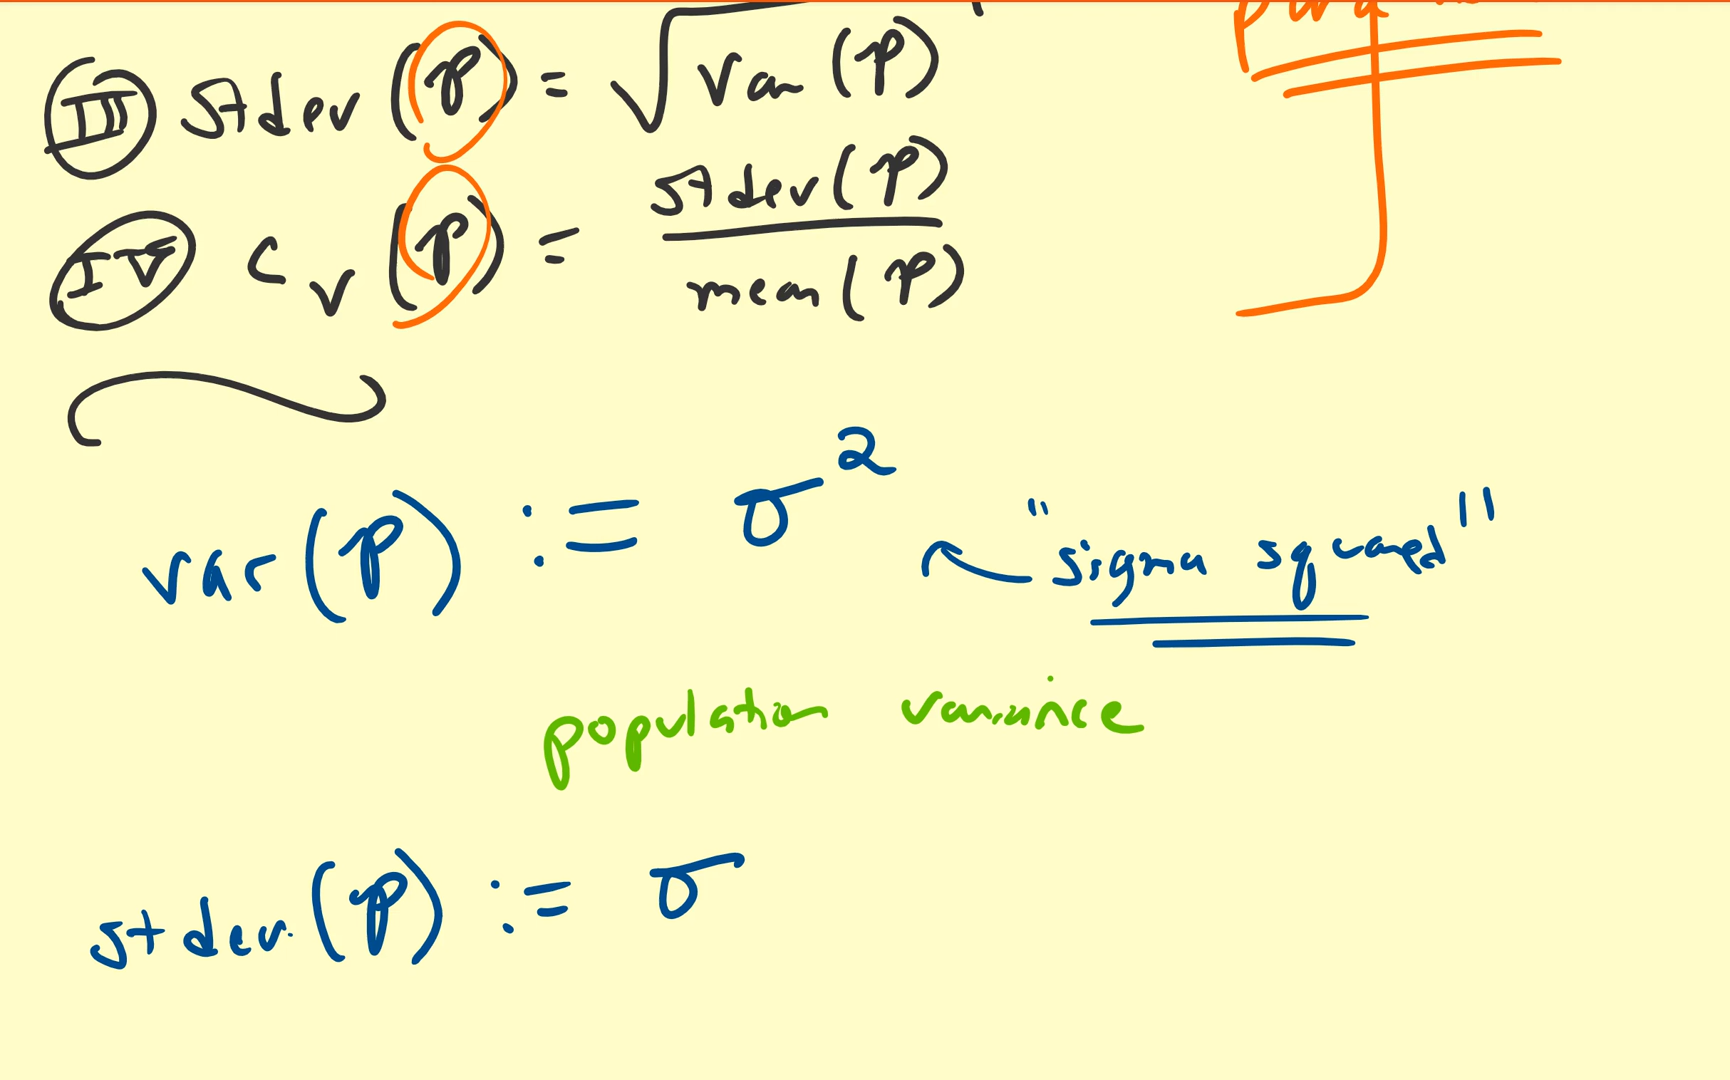 III stdev (p) = √Var (p)
IV Cv (p) = stdev (p) / mean (p)
var (p) := σ²
"sigma squared"
population variance
stdev. (p) := σ